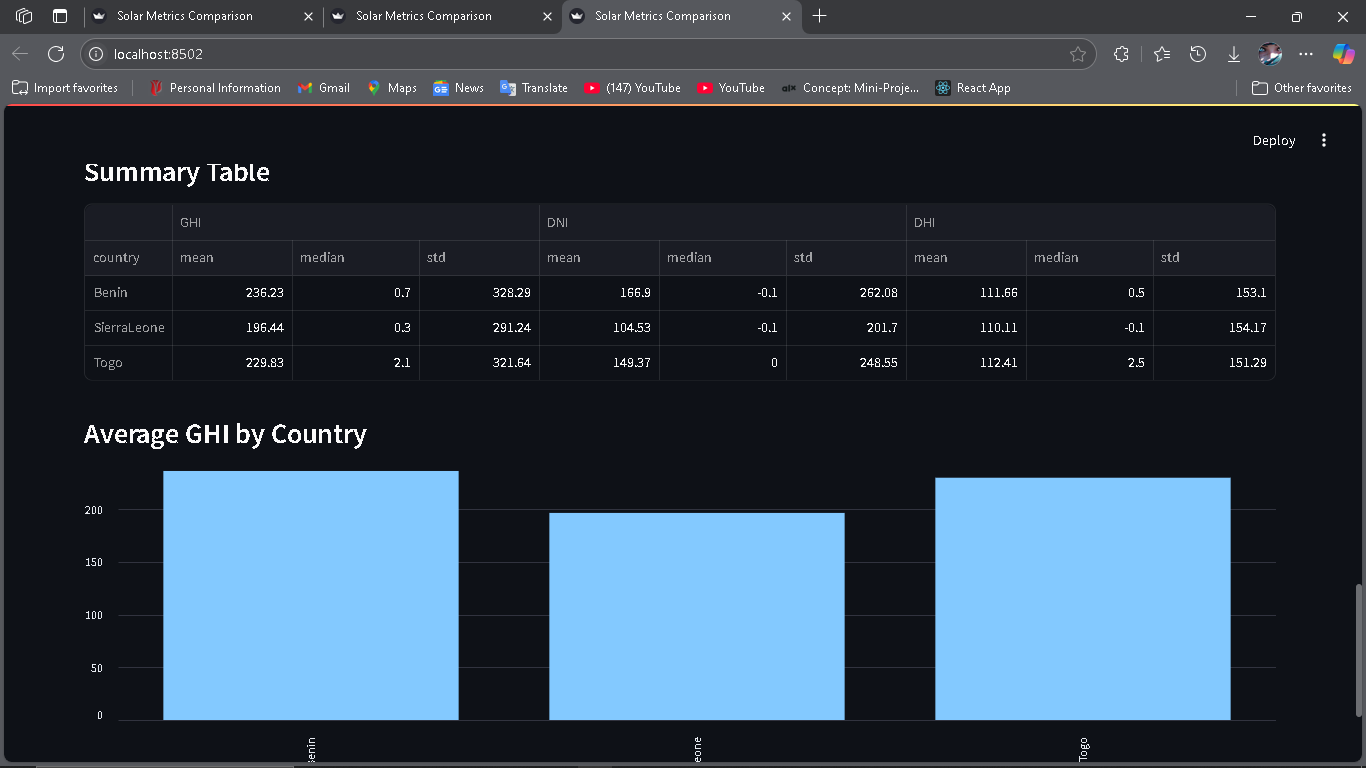 Solar Metrics Comparison Solar Metrics Comparison Solar Metrics Comparison
localhost:8502
Import favorites Personal Information Gmail Maps News Translate (147) YouTube YouTube Concept: Mini-Proje... React App Other favorites
Deploy
Summary Table
GHI DNI DHI
country mean median std mean median std mean median std
Benin 236.23 0.7 328.29 166.9 -0.1 262.08 111.66 0.5 153.1
SierraLeone 196.44 0.3 291.24 104.53 -0.1 201.7 110.11 -0.1 154.17
Togo 229.83 2.1 321.64 149.37 0 248.55 112.41 2.5 151.29
Average GHI by Country
200
150
100
50
0
enin eone Togo